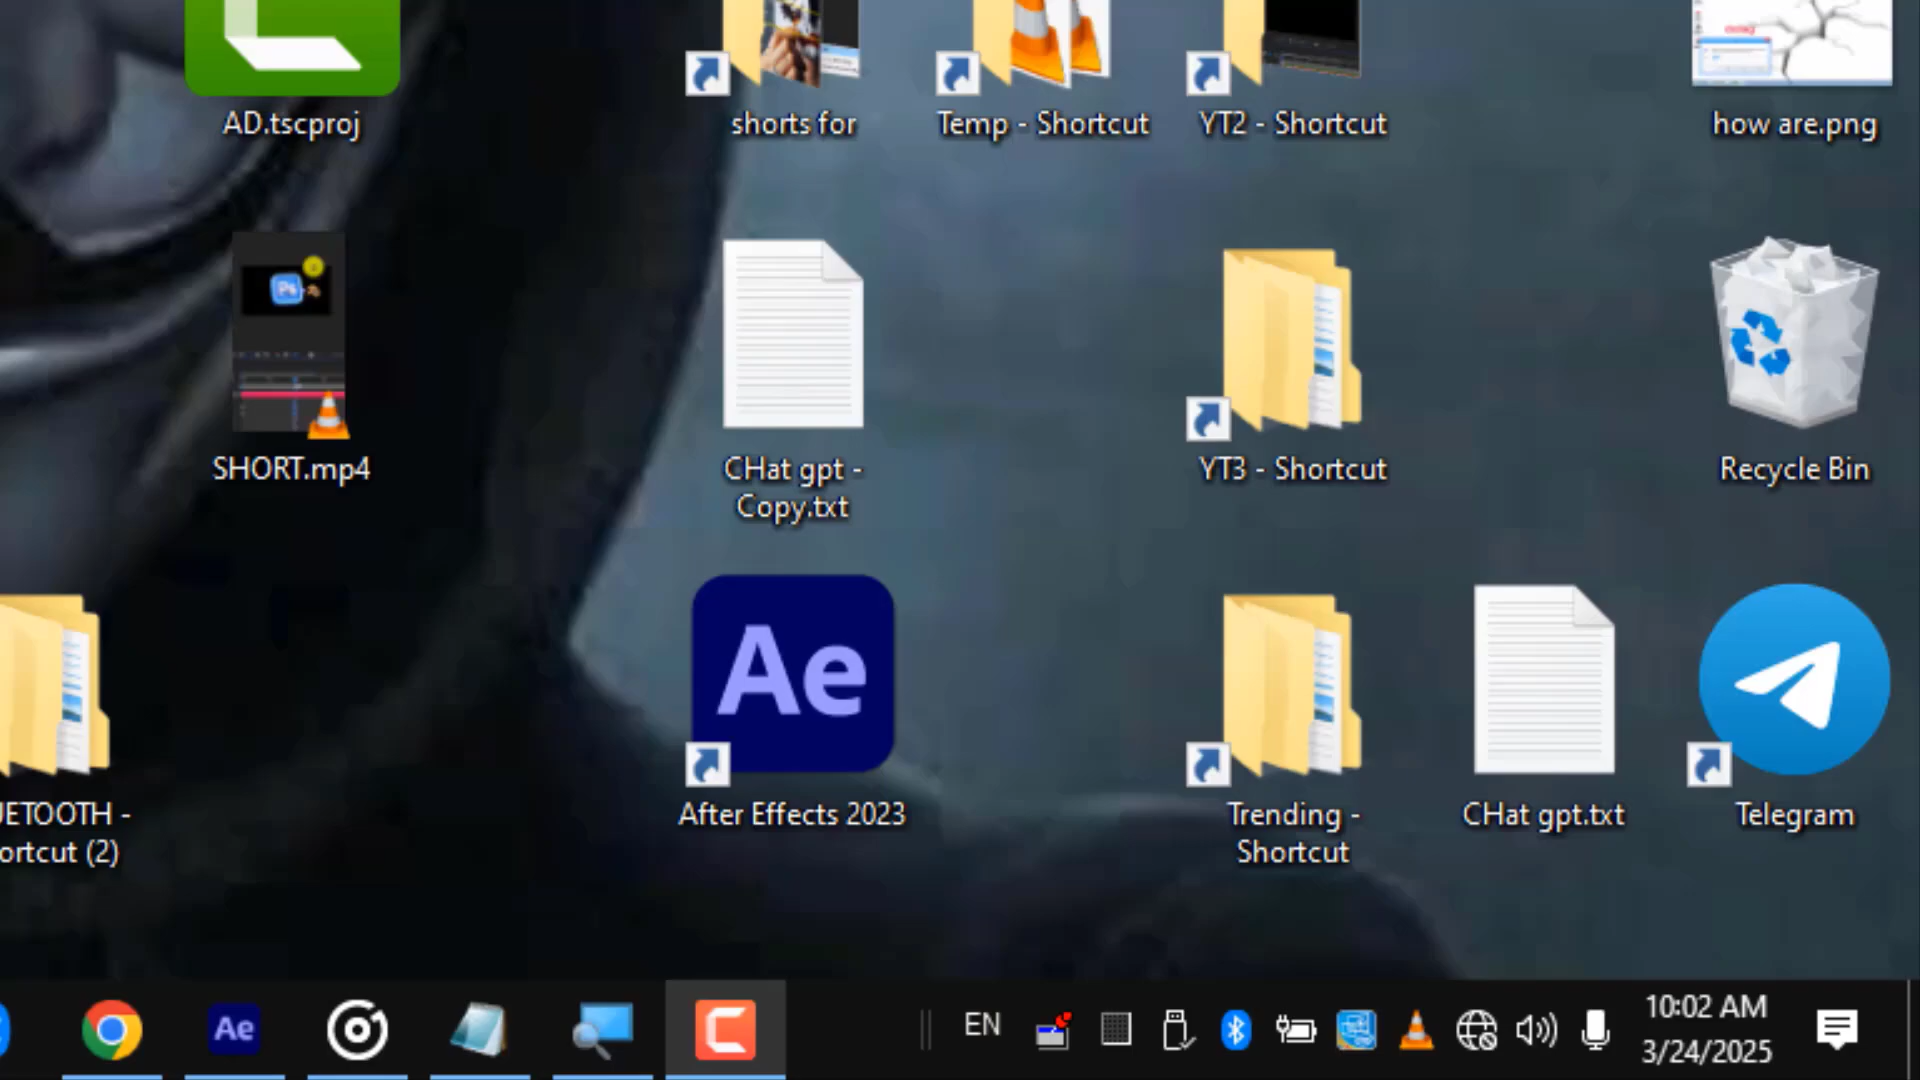 AD.tscproj
shorts for
Temp - Shortcut
YT2 - Shortcut
how are.png
Ps
SHORT.mp4
CHat gpt -
Copy.txt
YT3 - Shortcut
Recycle Bin
Ae
UETOOTH -
ortcut (2)
After Effects 2023
Trending -
Shortcut
CHat gpt.txt
Telegram
Ae
EN
10:02 AM
3/24/2025